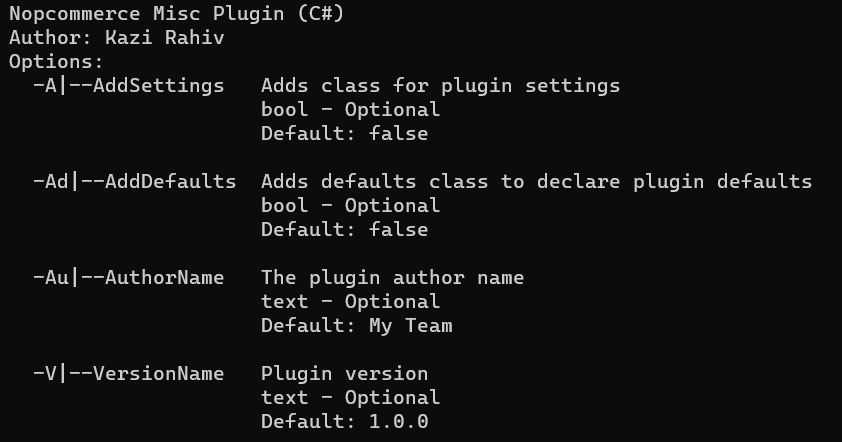 Nopcommerce Misc Plugin (C#)
Author: Kazi Rahiv
Options:
  -A|--AddSettings   Adds class for plugin settings
                     bool - Optional
                     Default: false

  -Ad|--AddDefaults  Adds defaults class to declare plugin defaults
                     bool - Optional
                     Default: false

  -Au|--AuthorName   The plugin author name
                     text - Optional
                     Default: My Team

  -V|--VersionName   Plugin version
                     text - Optional
                     Default: 1.0.0